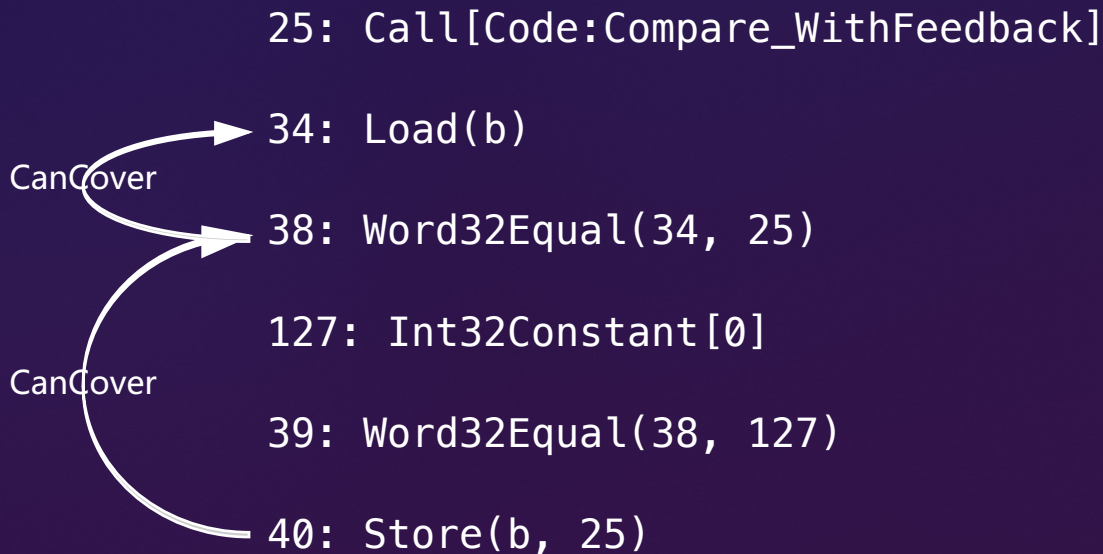 25: Call[Code:Compare_WithFeedback]
34: Load(b)
CanCover
38: Word32Equal(34, 25)
127: Int32Constant[0]
CanCover
39: Word32Equal(38, 127)
40: Store(b, 25)